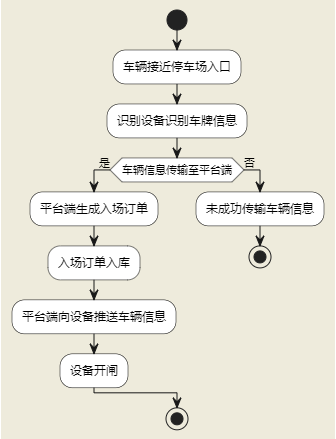 车辆接近停车场入口
识别设备识别车牌信息
是
车辆信息传输至平台端
否
平台端生成入场订单
未成功传输车辆信息
入场订单入库
平台端向设备推送车辆信息
设备开闸